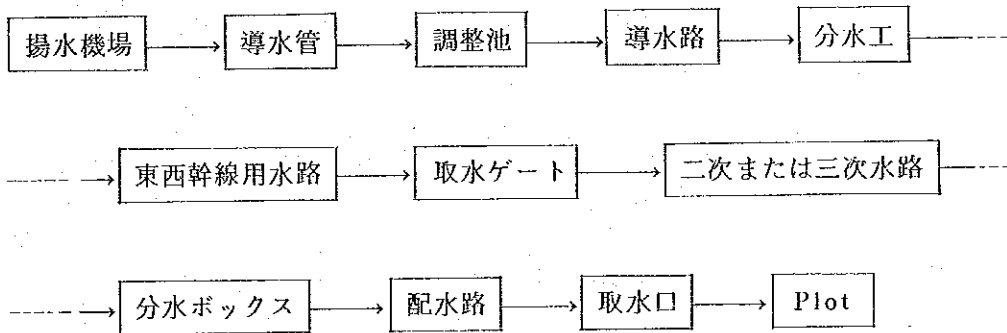 揚水機場 導水管 調整池 導水路 分水工
東西幹線用水路 取水ゲート 二次または三次水路
分水ボックス 配水路 取水口 Plot